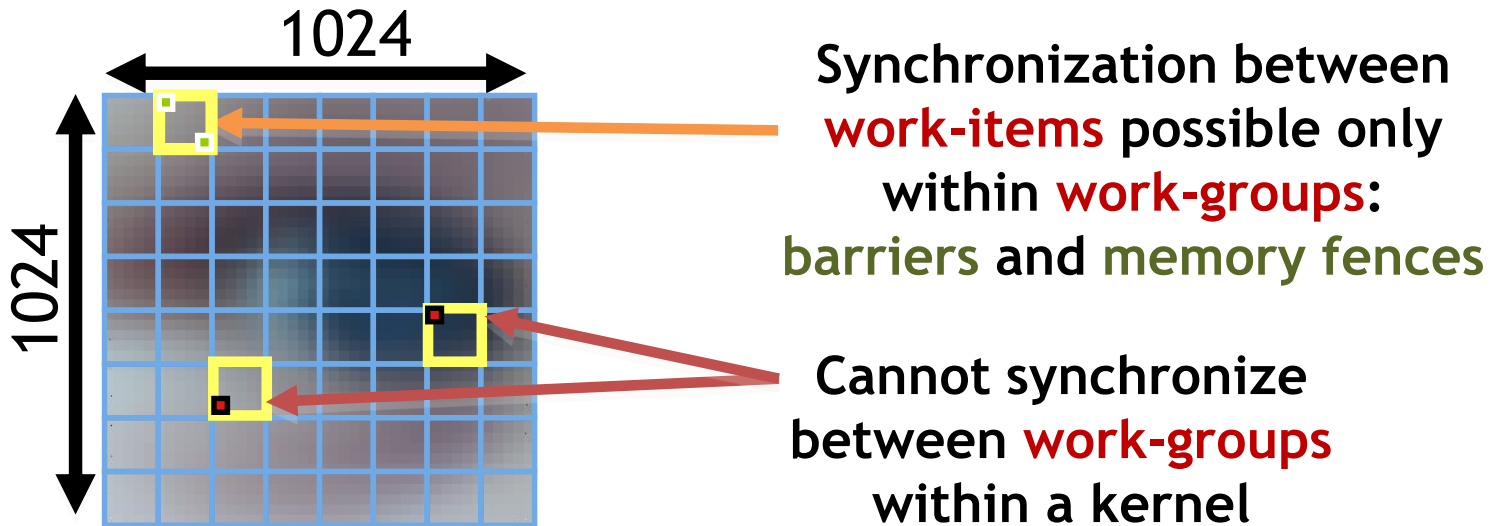 1024
1024
Synchronization between
work-items possible only
within work-groups:
barriers and memory fences
Cannot synchronize
between work-groups
within a kernel